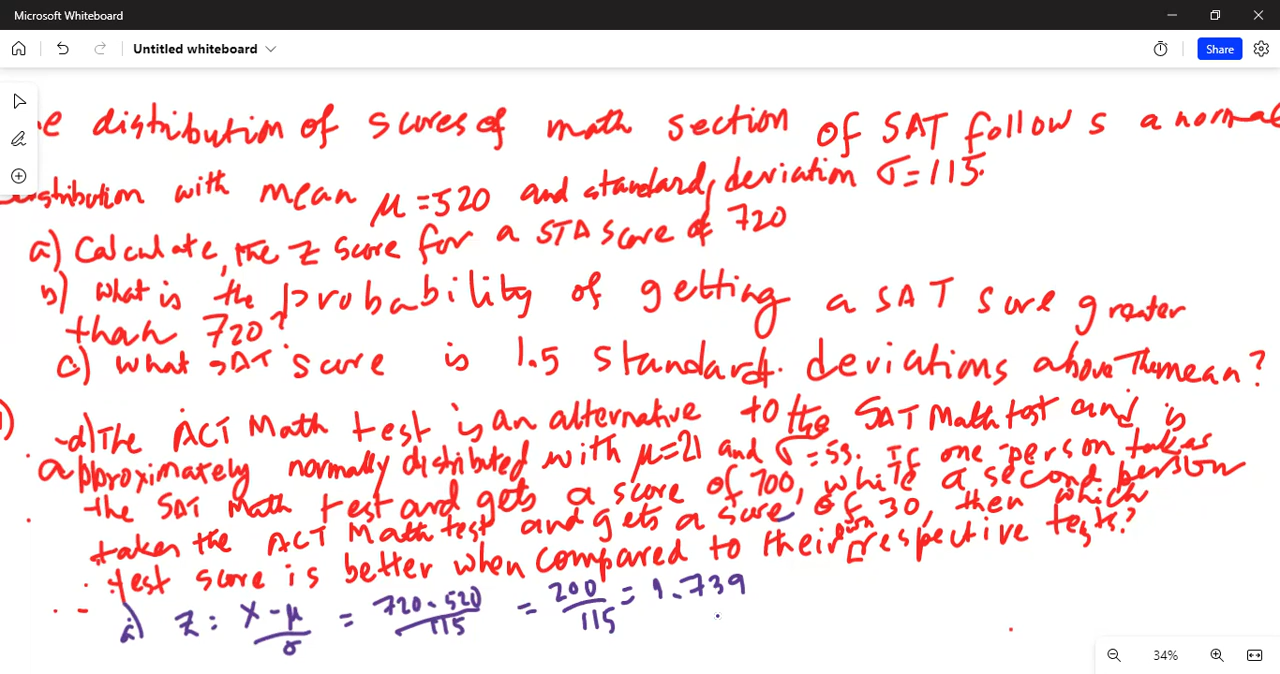 Microsoft Whiteboard
Untitled whiteboard
Share
e distribution of scores of math section of SAT follows a normal
distribution with mean μ=520 and standard deviation σ=115.
a) Calculate, the Z score for a STA score of 720
b) what is the probability of getting a SAT sore greater
than 720?
c) what SAT score is 1.5 standard deviations above the mean?
d) The ACT Math test is an alternative to the SAT Math test and is
approximately normally distributed with μ=21 and σ=53. If one person takes
the SAT Math test and gets a score of 700, while a second person
takes the ACT Math test and gets a sore of 30, then which
test score is better when compared to their own respective tests?
a) Z: X-μ/σ = 720-520/115 = 200/115 = 1.739
34%